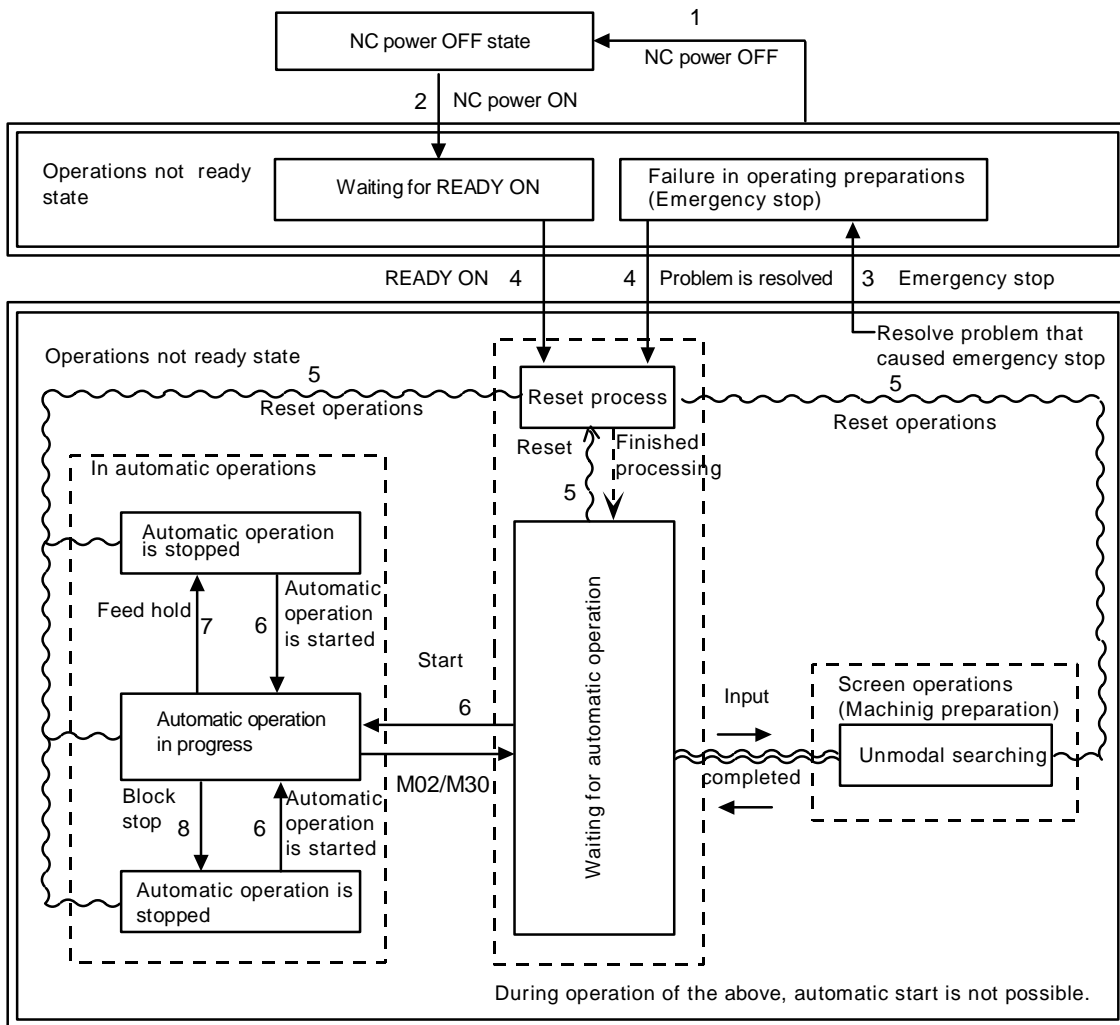 1
NC power OFF state
NC power OFF
2
NC power ON
Operations not ready
state
Waiting for READY ON
Failure in operating preparations
(Emergency stop)
READY ON
4
4
Problem is resolved
3
Emergency stop
Resolve problem that
caused emergency stop
Operations not ready state
5
Reset operations
Reset process
5
Reset operations
Reset
Finished
processing
5
In automatic operations
Automatic operation
is stopped
Feed hold
7
6
Automatic
operation
is started
Start
6
Automatic operation
in progress
M02/M30
Block
stop
8
6
Automatic
operation
is started
Automatic operation is
stopped
Waiting for automatic operation
Input
completed
Screen operations
(Machinig preparation)
Unmodal searching
During operation of the above, automatic start is not possible.